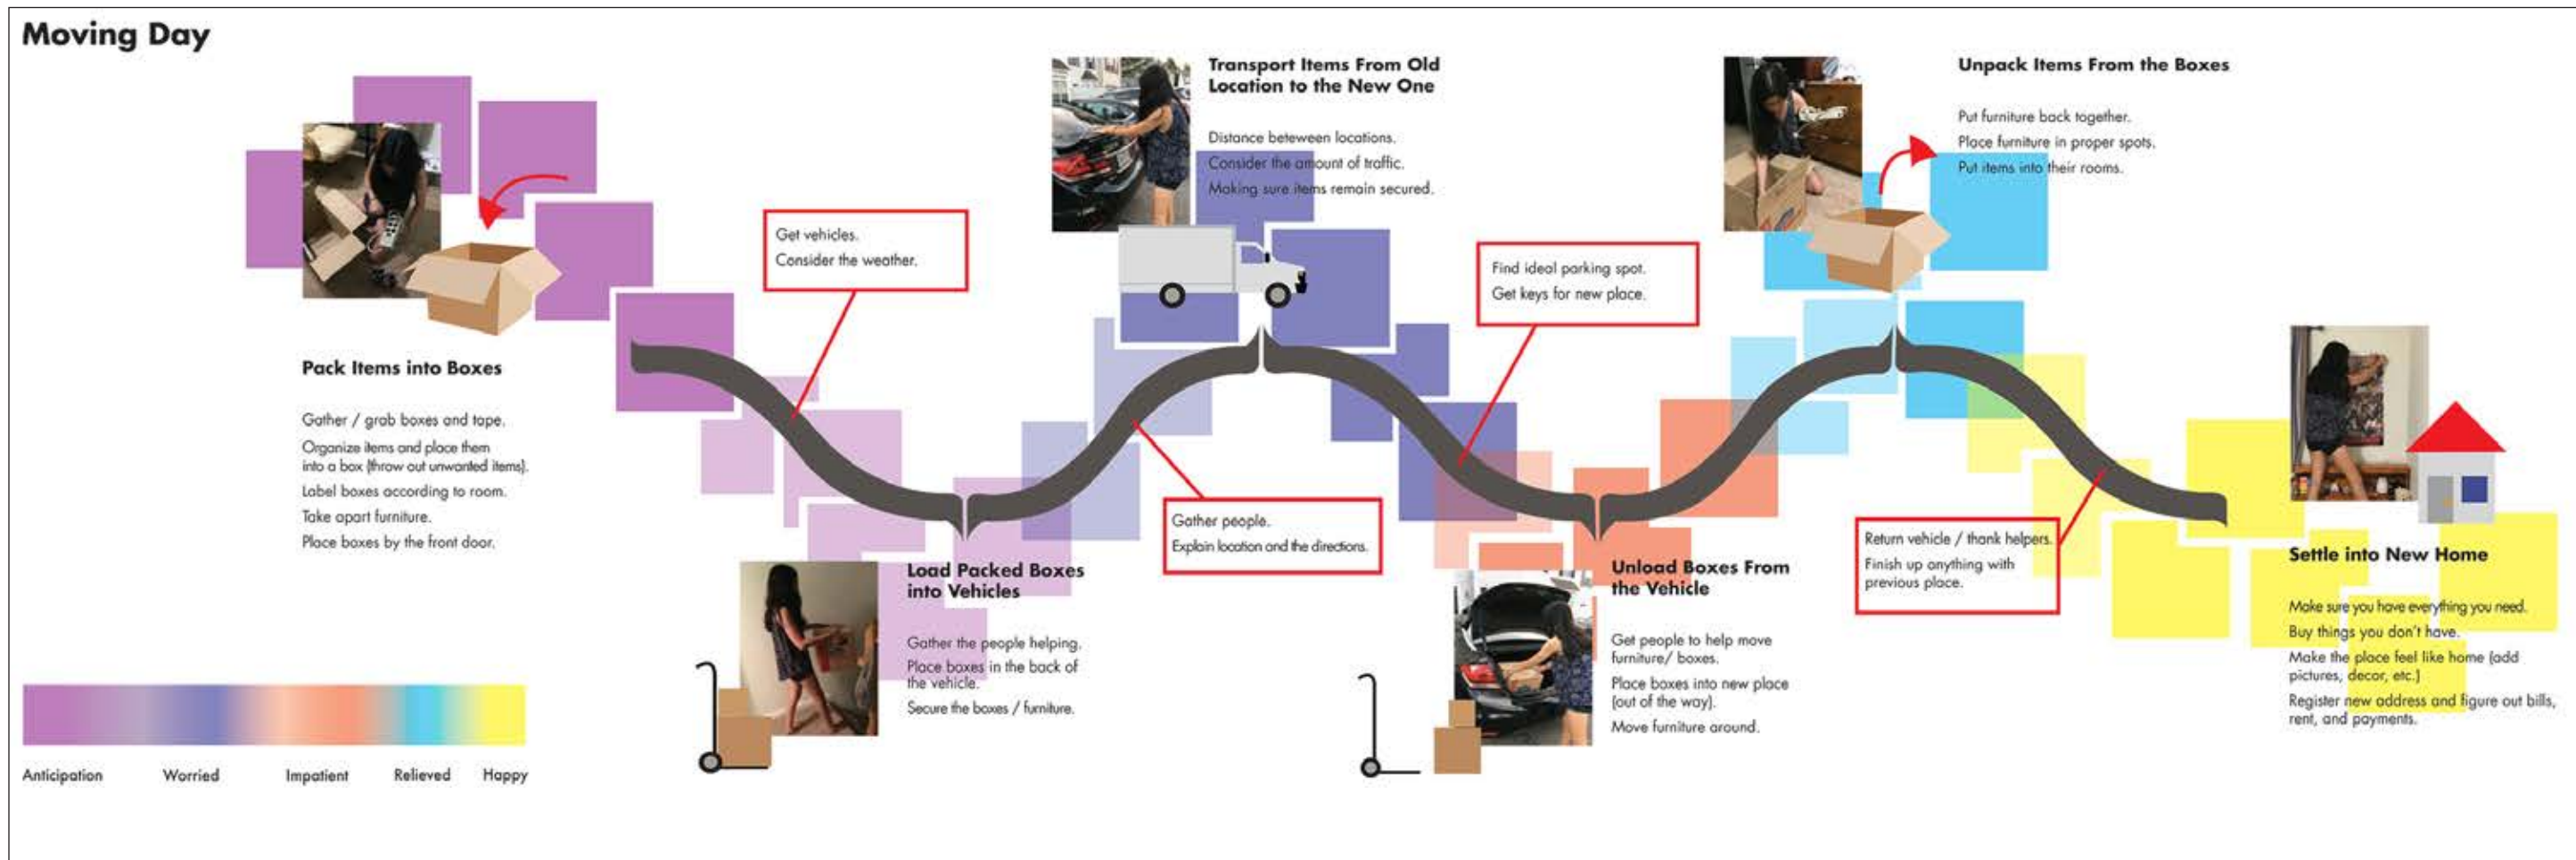 Moving Day
Pack Items into Boxes
Gather / grab boxes and tape.
Organize items and place them
into a box (throw out unwanted items).
Label boxes according to room.
Take apart furniture.
Place boxes by the front door.
Get vehicles.
Consider the weather.
Load Packed Boxes
into Vehicles
Gather the people helping.
Place boxes in the back of
the vehicle.
Secure the boxes / furniture.
Gather people.
Explain location and the directions.
Transport Items From Old
Location to the New One
Distance beteween locations.
Consider the amount of traffic.
Making sure items remain secured.
Find ideal parking spot.
Get keys for new place.
Unload Boxes From
the Vehicle
Get people to help move
furniture/ boxes.
Place boxes into new place
(out of the way).
Move furniture around.
Unpack Items From the Boxes
Put furniture back together.
Place furniture in proper spots.
Put items into their rooms.
Return vehicle / thank helpers.
Finish up anything with
previous place.
Settle into New Home
Make sure you have everything you need.
Buy things you don't have.
Make the place feel like home (add
pictures, decor, etc.)
Register new address and figure out bills,
rent, and payments.
Anticipation
Worried
Impatient
Relieved
Happy